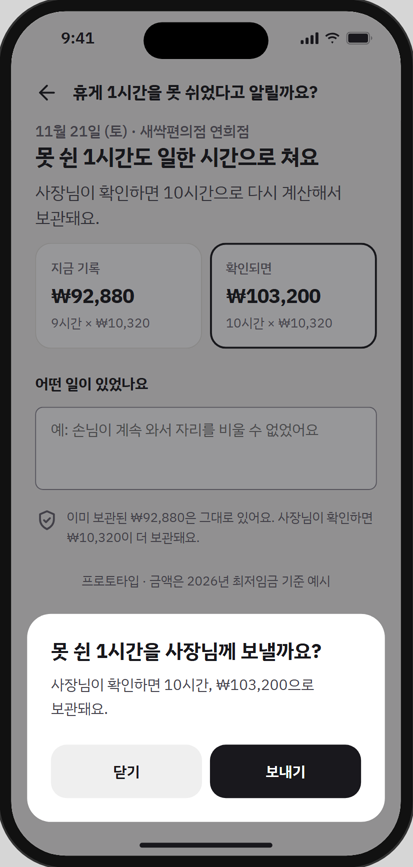 9:41
휴게 1시간을 못 쉬었다고 알릴까요?
11월 21일 (토) · 새싹편의점 연희점
못 쉰 1시간도 일한 시간으로 쳐요
사장님이 확인하면 10시간으로 다시 계산해서
보관돼요.
지금 기록
₩92,880
9시간 × ₩10,320
확인되면
₩103,200
10시간 × ₩10,320
어떤 일이 있었나요
예: 손님이 계속 와서 자리를 비울 수 없었어요
이미 보관된 ₩92,880은 그대로 있어요. 사장님이 확인하면
₩10,320이 더 보관돼요.
프로토타입 · 금액은 2026년 최저임금 기준 예시
못 쉰 1시간을 사장님께 보낼까요?
사장님이 확인하면 10시간, ₩103,200으로
보관돼요.
닫기
보내기